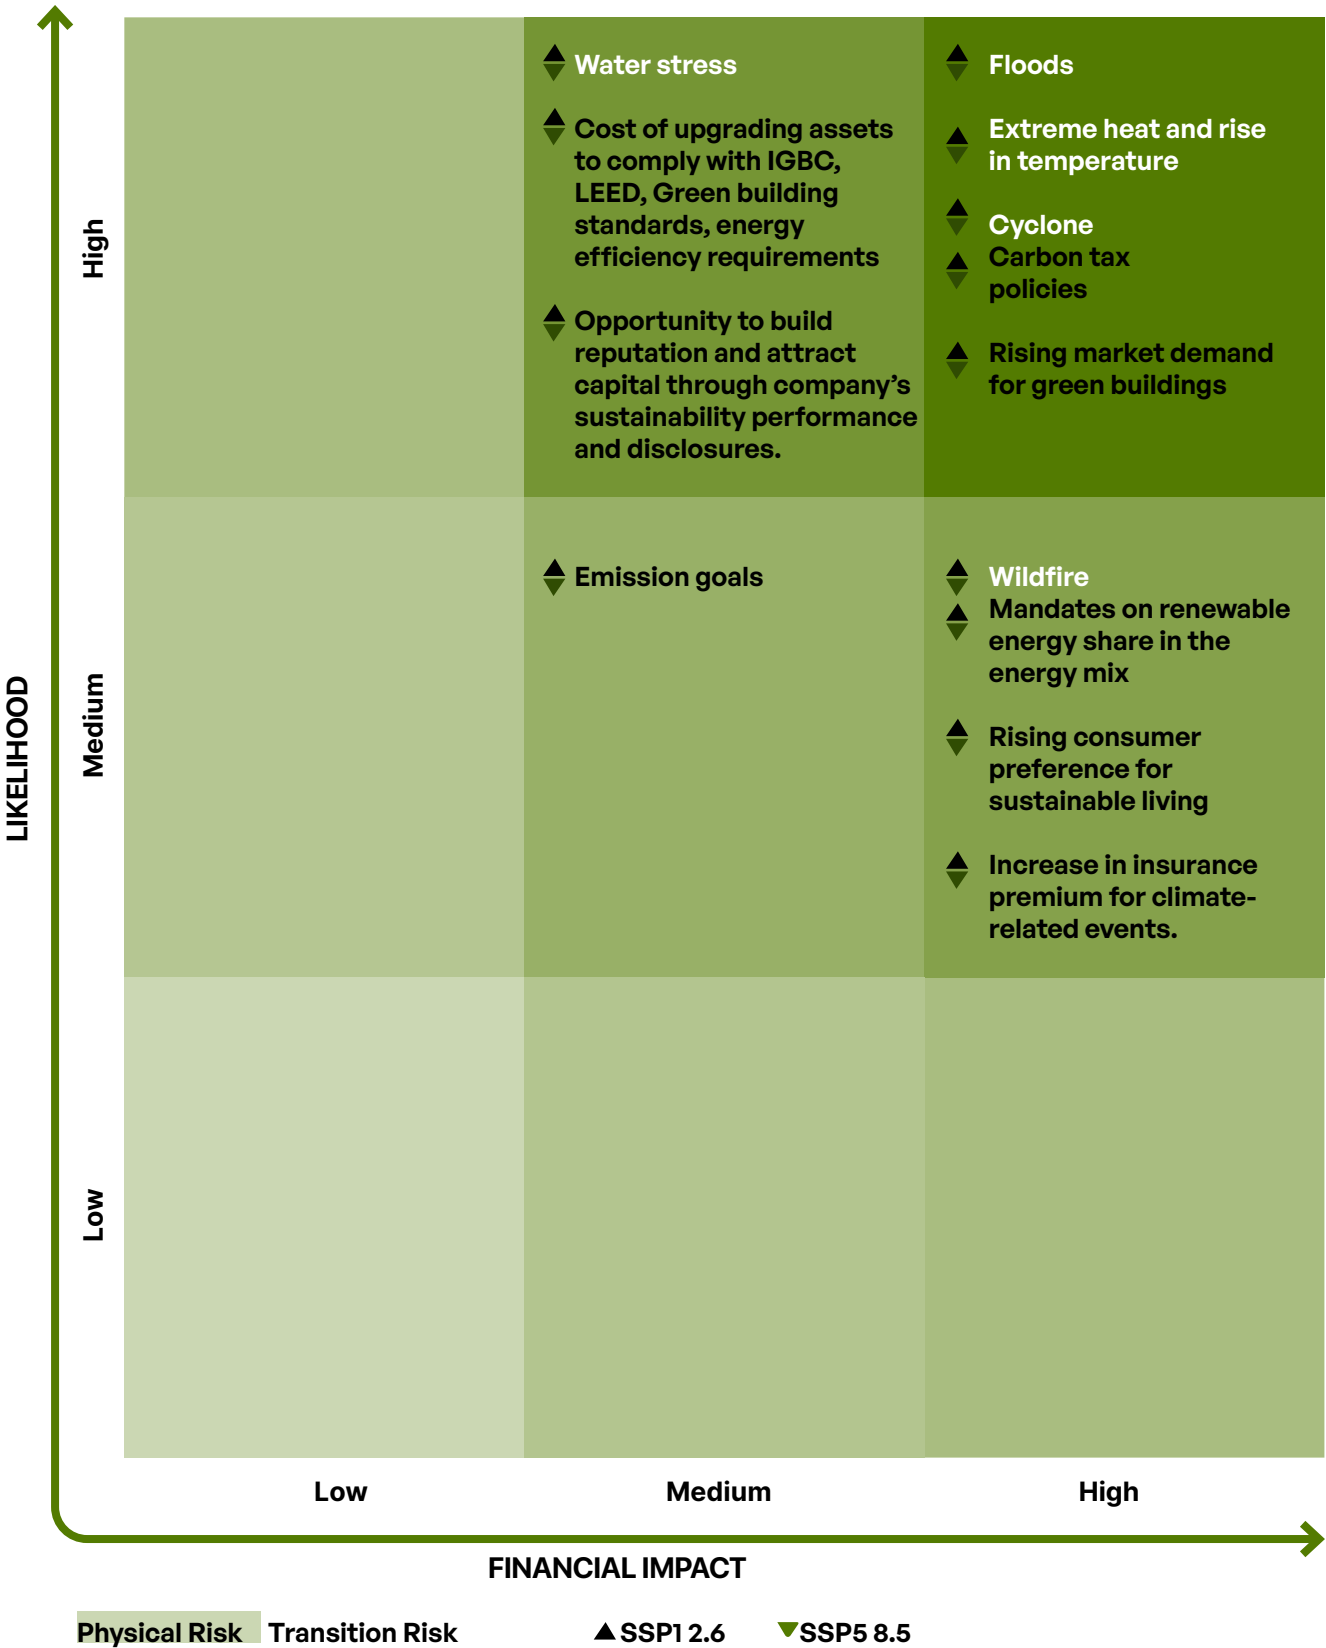 LIKELIHOOD
High
Water stress
Cost of upgrading assets
to comply with IGBC,
LEED, Green building
standards, energy
efficiency requirements
Opportunity to build
reputation and attract
capital through company’s
sustainability performance
and disclosures.
Floods
Extreme heat and rise
in temperature
Cyclone
Carbon tax
policies
Rising market demand
for green buildings
Medium
Emission goals
Wildfire
Mandates on renewable
energy share in the
energy mix
Rising consumer
preference for
sustainable living
Increase in insurance
premium for climate-
related events.
Low
Low
Medium
High
FINANCIAL IMPACT
Physical Risk
Transition Risk
SSP1 2.6
SSP5 8.5